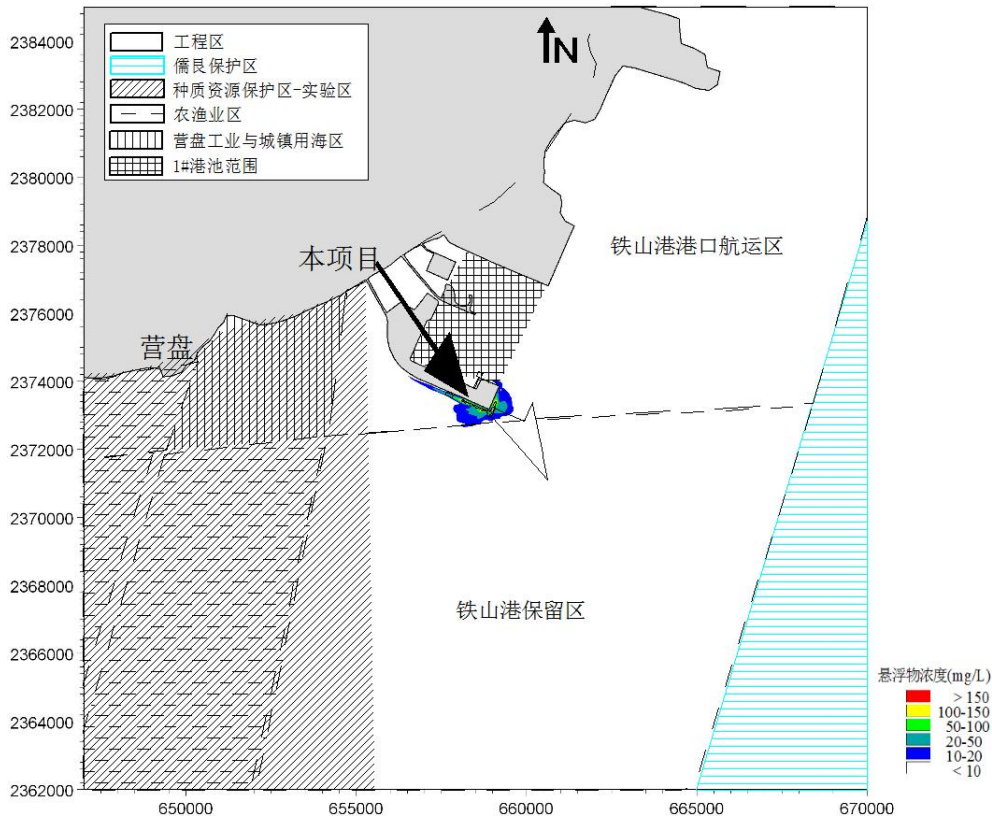 2384000
2382000
2380000
2378000
2376000
2374000
2372000
2370000
2368000
2366000
2364000
2362000
工程区
儒艮保护区
种质资源保护区-实验区
农渔业区
营盘工业与城镇用海区
1#港池范围
N
铁山港港口航运区
本项目
营盘
铁山港保留区
悬浮物浓度(mg/L)
> 150
100-150
50-100
20-50
10-20
< 10
650000
655000
660000
665000
670000